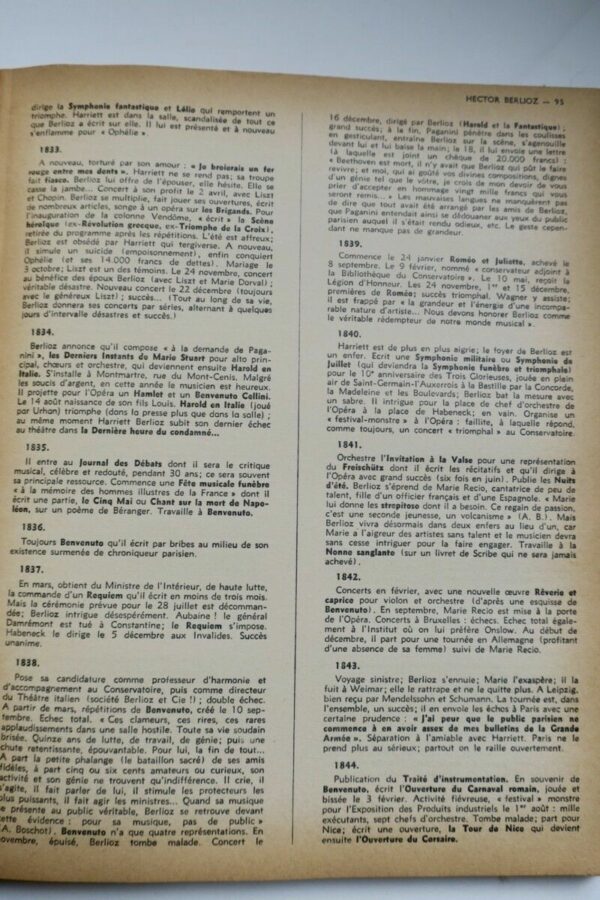 HECTOR BERLIOZ — 95
dirige la Symphonie fantastique et Lélio qui remportent un
triomphe. Harriett est dans la salle, scandalisée de tout ce
que Berlioz a écrit sur elle. Il lui est présenté et à nouveau
s'enflamme pour « Ophélie ».
1833.
A nouveau, torturé par son amour : « Je broierais un fer
rouge entre mes dents ». Harriett ne se rend pas; sa troupe
fait fiasco. Berlioz lui offre de l'épouser, elle hésite. Elle se
casse la jambe... Concert à son profit le 2 avril, avec Liszt
et Chopin. Berlioz se multiplie, fait jouer ses ouvertures, écrit
de nombreux articles, songe à un opéra sur les Brigands. Pour
l'inauguration de la colonne Vendôme, « écrit » la Scène
héroïque (ex-Révolution grecque, ex-Triomphe de la Croix),
retirée du programme après les répétitions. L'été est affreux;
Berlioz est obsédé par Harriett qui tergiverse. A nouveau,
il simule un suicide (empoisonnement), enfin conquiert
Ophélie (et ses 14.000 francs de dettes). Mariage le
3 octobre; Liszt est un des témoins. Le 24 novembre, concert
au bénéfice des époux Berlioz (avec Liszt et Marie Dorval) ;
véritable désastre. Nouveau concert le 22 décembre (toujours
avec le généreux Liszt) ; succès... (Tout au long de sa vie,
Berlioz donnera ses concerts par séries, alternant à quelques
jours d'intervalle désastres et succès.)
1834.
Berlioz annonce qu'il compose « à la demande de Paga-
nini », les Derniers Instants de Marie Stuart pour alto prin-
cipal, chœurs et orchestre, qui deviennent ensuite Harold en
Italie. S'installe à Montmartre, rue du Mont-Cenis. Malgré
les soucis d'argent, en cette année le musicien est heureux.
Il projette pour l'Opéra un Hamlet et un Benvenuto Cellini.
Le 14 août naissance de son fils Louis. Harold en Italie (joué
par Urhan) triomphe (dans la presse plus que dans la salle) ;
au même moment Harriett Berlioz subit son dernier échec
au théâtre dans la Dernière heure du condamné...
1835.
Il entre au Journal des Débats dont il sera le critique
musical, célèbre et redouté, pendant 30 ans; ce sera souvent
sa principale ressource. Commence une Fête musicale funèbre
« à la mémoire des hommes illustres de la France » dont il
écrit une partie, le Cinq Mai ou Chant sur la mort de Napo-
léon, sur un poème de Béranger. Travaille à Benvenuto.
1836.
Toujours Benvenuto qu'il écrit par bribes au milieu de son
existence surmenée de chroniqueur parisien.
1837.
En mars, obtient du Ministre de l'Intérieur, de haute lutte,
la commande d'un Requiem qu'il écrit en moins de trois mois.
Mais la cérémonie prévue pour le 28 juillet est décomman-
dée; Berlioz intrigue désespérément. Aubaine ! le général
Damrémont est tué à Constantine; le Requiem s'impose.
Habeneck le dirige le 5 décembre aux Invalides. Succès
unanime.
1838.
Pose sa candidature comme professeur d'harmonie et
d'accompagnement au Conservatoire, puis comme directeur
du Théâtre italien (société Berlioz et Cie !) ; double échec.
A partir de mars, répétitions de Benvenuto, créé le 10 sep-
tembre. Echec total. « Ces clameurs, ces rires, ces rares
applaudissements dans une salle hostile. Toute sa vie soudain
brisée. Quinze ans de lutte, de travail, de génie; puis une
chute retentissante, épouvantable. Pour lui, la fin de tout...
A part la petite phalange (le bataillon sacré) de ses amis
fidèles, à part cinq ou six cents amateurs ou curieux, son
activité et son génie ne trouvent qu'indifférence. Il crie, il
s'agite, il fait parler de lui, il stimule les protecteurs les
plus puissants, il fait agir les ministres... Quand sa musique
se présente au public véritable, Berlioz se retrouve devant
cette évidence : pour sa musique, pas de public »
(A. Boschot). Benvenuto n'a que quatre représentations. En
novembre, épuisé, Berlioz tombe malade. Concert le
16 décembre, dirigé par Berlioz (Harold et la Fantastique) ;
grand succès; à la fin, Paganini pénètre dans les coulisses
en gesticulant, entraîne Berlioz sur la scène, s'agenouille
devant lui et lui baise la main; le 18, il lui envoie une lettre
à laquelle est joint un chèque de 20.000 francs) :
« Beethoven est mort, il n'y avait que Berlioz qui pût le faire
revivre; et moi, qui ai goûté vos divines compositions, dignes
d'un génie tel que le vôtre, je crois de mon devoir de vous
prier d'accepter en hommage vingt mille francs qui vous
seront remis... » Les mauvaises langues ne manquèrent pas
de dire que tout avait été arrangé par les amis de Berlioz,
que Paganini entendait ainsi se dédouaner aux yeux du public
parisien auquel il s'était rendu odieux, etc. Le geste cepen-
dant ne manque pas de grandeur.
1839.
Commence le 24 janvier Roméo et Juliette, achevé le
8 septembre. Le 9 février, nommé « conservateur adjoint à
la Bibliothèque du Conservatoire ». Le 10 mai, reçoit la
Légion d'Honneur. Les 24 novembre, 1er et 15 décembre,
premières de Roméo; succès triomphal. Wagner y assiste;
il est frappé par « la grandeur et l'énergie d'une incompa-
rable nature d'artiste... Nous devons honorer Berlioz comme
le véritable rédempteur de notre monde musical ».
1840.
Harriett est de plus en plus aigrie; le foyer de Berlioz est
un enfer. Ecrit une Symphonie militaire ou Symphonie de
Juillet (qui deviendra la Symphonie funèbre et triomphale)
pour le 10e anniversaire des Trois Glorieuses, jouée en plein
air de Saint-Germain-l'Auxerrois à la Bastille par la Concorde,
la Madeleine et les Boulevards; Berlioz bat la mesure avec
un sabre. Il intrigue pour la place de chef d'orchestre de
l'Opéra à la place de Habeneck; en vain. Organise un
« festival-monstre » à l'Opéra : faillite, à laquelle répond,
comme toujours, un concert « triomphal » au Conservatoire.
1841.
Orchestre l'Invitation à la Valse pour une représentation
du Freischütz dont il écrit les récitatifs et qu'il dirige à
l'Opéra avec grand succès (six fois en juin). Publie les Nuits
d'été. Berlioz s'éprend de Marie Recio, cantatrice de peu de
talent, fille d'un officier français et d'une Espagnole. « Marie
lui donne les strepitoso dont il a besoin. Ce regain de passion,
c'est une seconde jeunesse, un volcanisme » (A. B.). Mais
Berlioz vivra désormais dans deux enfers au lieu d'un, car
Marie a l'aigreur des artistes sans talent et le musicien devra
sans cesse intriguer pour la faire engager. Travaille à la
Nonne sanglante (sur un livret de Scribe qui ne sera jamais
achevé).
1842.
Concerts en février, avec une nouvelle œuvre Rêverie et
caprice pour violon et orchestre (d'après une esquisse de
Benvenuto). En septembre, Marie Recio est mise à la porte
de l'Opéra. Concerts à Bruxelles : échecs. Echec total égale-
ment à l'Institut où on lui préfère Onslow. Au début de
décembre, il part pour une tournée en Allemagne (profitant
d'une absence de sa femme) suivi de Marie Recio.
1843.
Voyage sinistre; Berlioz s'ennuie; Marie l'exaspère; il la
fuit à Weimar; elle le rattrape et ne le quitte plus. A Leipzig,
bien reçu par Mendelssohn et Schumann. La tournée est, dans
l'ensemble, un succès; il en envoie les échos à Paris avec une
certaine prudence : « J'ai peur que le public parisien ne
commence à en avoir assez de mes bulletins de la Grande
Armée ». Séparation à l'amiable avec Harriett. Paris ne le
prend plus au sérieux; partout on le raille ouvertement.
1844.
Publication du Traité d'instrumentation. En souvenir de
Benvenuto, écrit l'Ouverture du Carnaval romain, jouée et
bissée le 3 février. Activité fiévreuse, « festival » monstre
pour l'Exposition des Produits industriels le 1er août : mille
exécutants, sept chefs d'orchestre. Tombe malade; part pour
Nice; écrit une ouverture, la Tour de Nice qui devient
ensuite l'Ouverture du Corsaire.